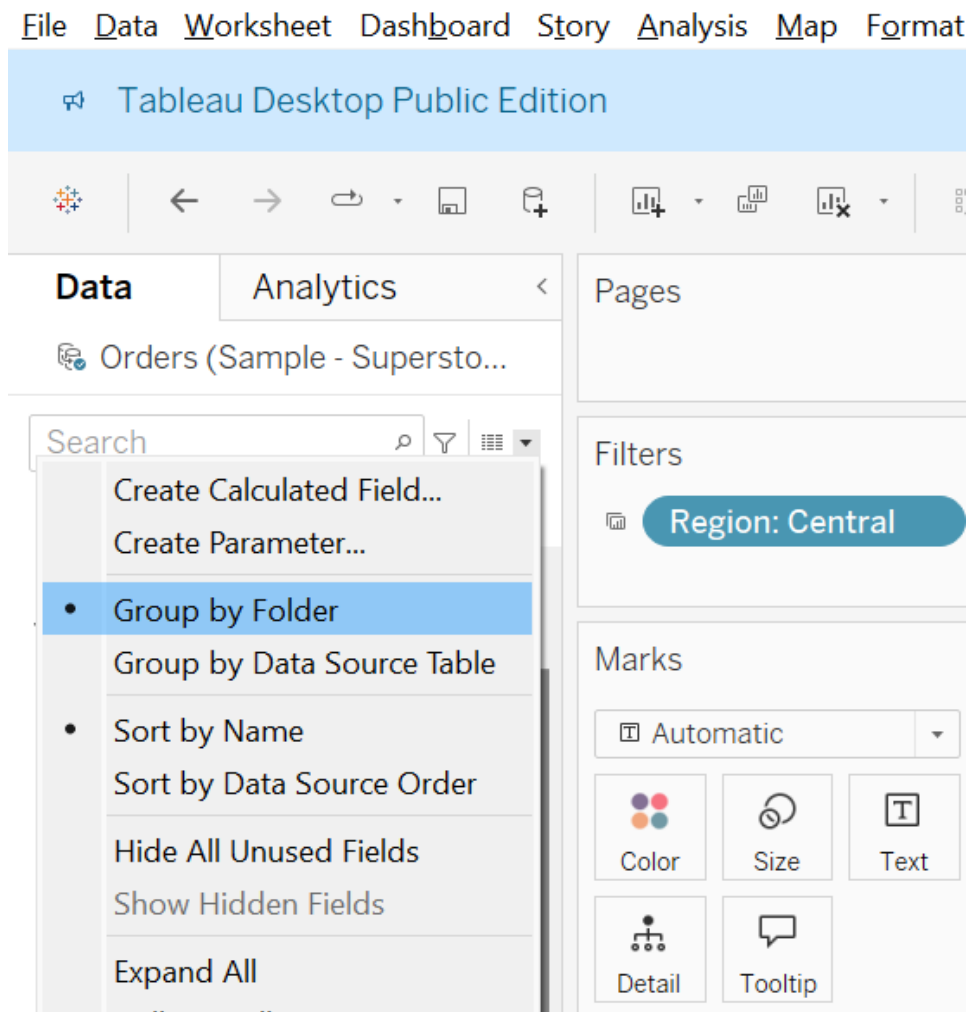 File Data Worksheet Dashboard Story Analysis Map Format
Tableau Desktop Public Edition
Data Analytics
Orders (Sample - Supersto...
Search
Create Calculated Field...
Create Parameter...
Group by Folder
Group by Data Source Table
Sort by Name
Sort by Data Source Order
Hide All Unused Fields
Show Hidden Fields
Expand All
Pages
Filters
Region: Central
Marks
Automatic
Color Size Text
Detail Tooltip